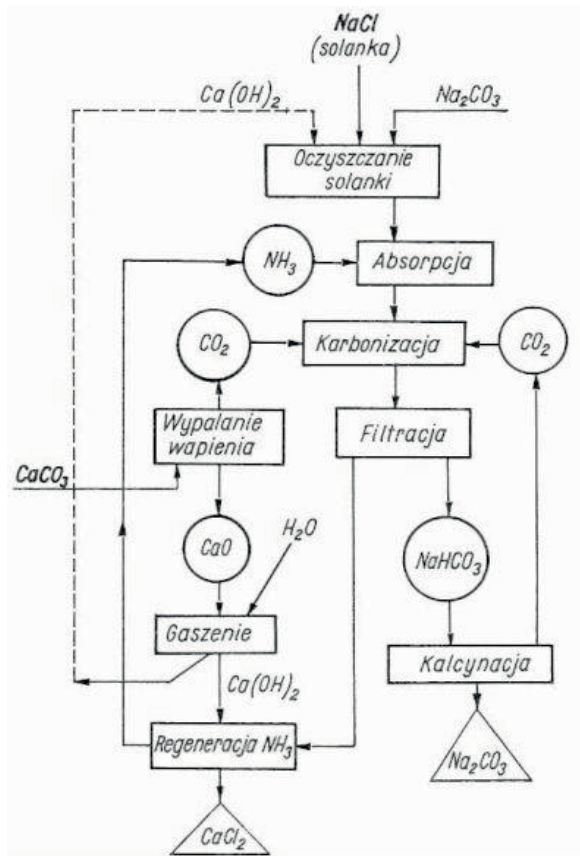 NaCl
(solanka)
Ca(OH)₂
Na₂CO₃
Oczyszczanie
solanki
NH₃
Absorpcja
CO₂
Karbonizacja
CO₂
Wypalanie
wapienia
Filtracja
CaCO₃
CaO
H₂O
NaHCO₃
Gaszenie
Kalcynacja
Ca(OH)₂
Regeneracja NH₃
Na₂CO₃
CaCl₂